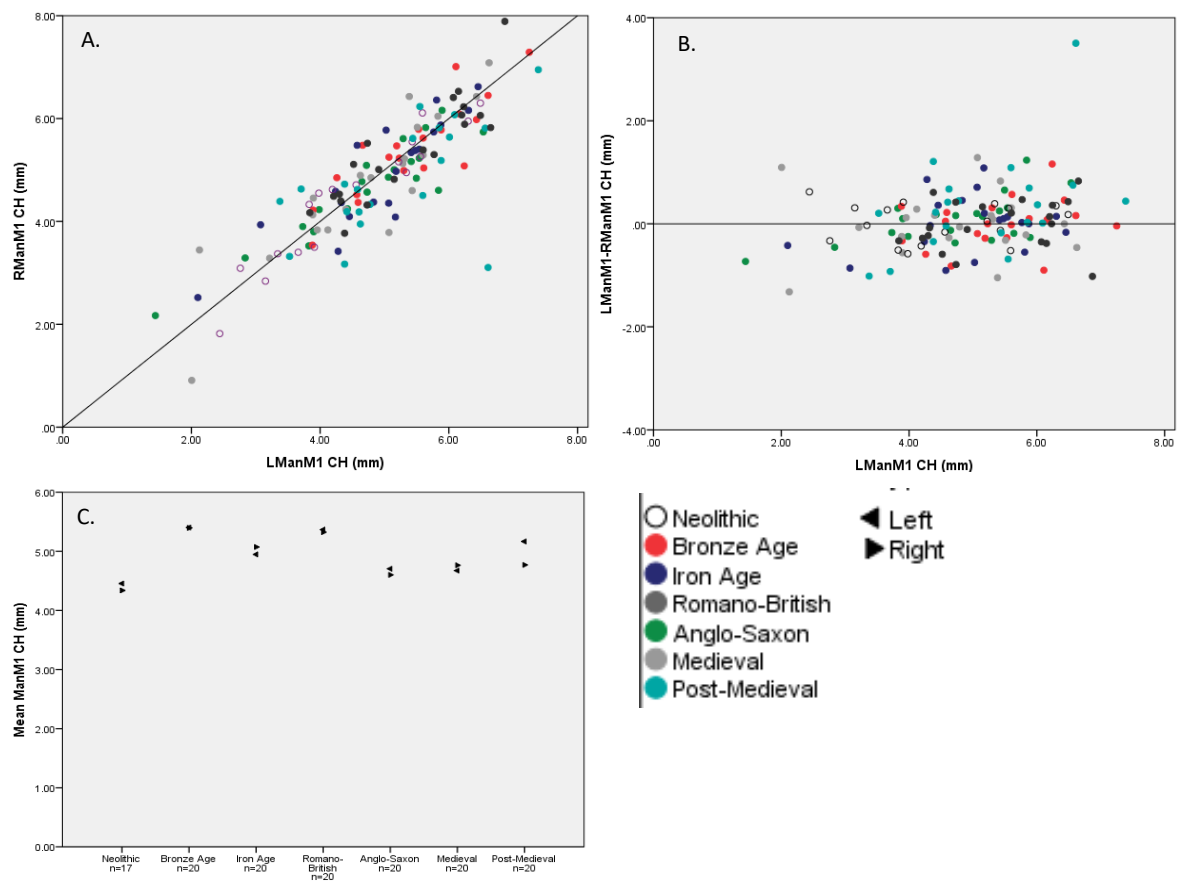 A.
8.00
6.00
4.00
2.00
.00
RManM1 CH (mm)
.00 2.00 4.00 6.00 8.00
LManM1 CH (mm)
B.
4.00
2.00
.00
-2.00
-4.00
LManM1-RManM1 CH (mm)
.00 2.00 4.00 6.00 8.00
LManM1 CH (mm)
C.
6.00
5.00
4.00
3.00
2.00
1.00
0.00
Mean ManM1 CH (mm)
Neolithic
n=17
Bronze Age
n=20
Iron Age
n=20
Romano-
British
n=20
Anglo-Saxon
n=20
Medieval
n=20
Post-Medieval
n=20
Neolithic
Bronze Age
Iron Age
Romano-British
Anglo-Saxon
Medieval
Post-Medieval
Left
Right